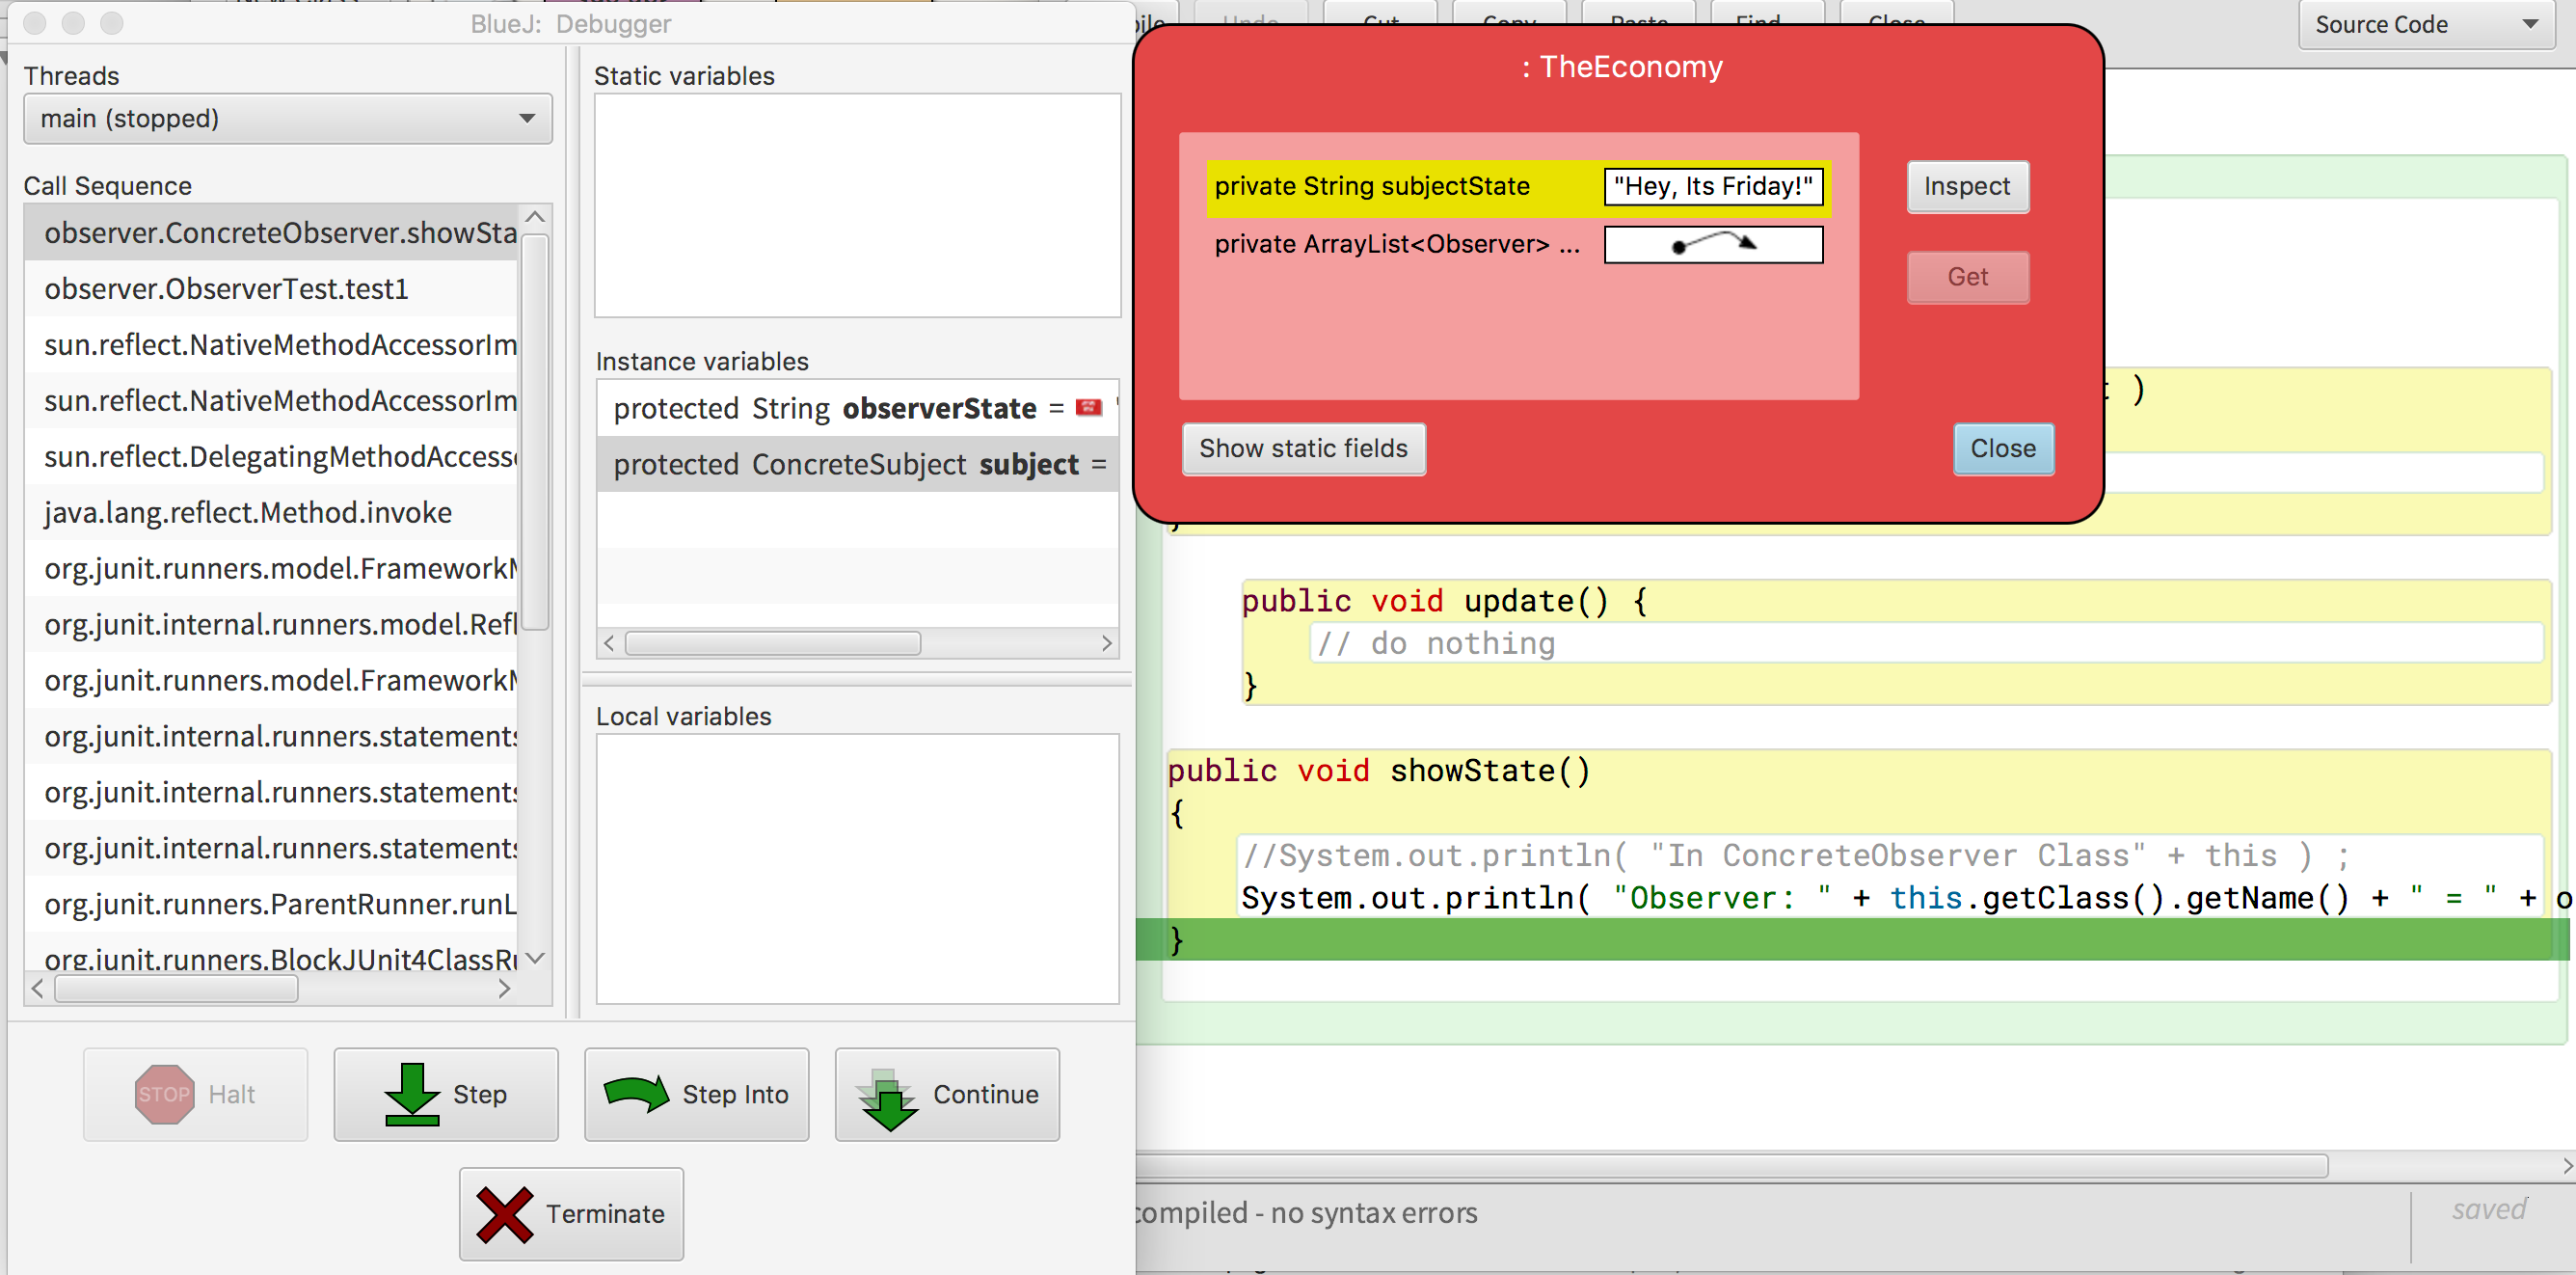 BlueJ: Debugger
Threads
main (stopped)
Call Sequence
observer.ConcreteObserver.showSta
observer.ObserverTest.test1
sun.reflect.NativeMethodAccessorIm
sun.reflect.NativeMethodAccessorIm
sun.reflect.DelegatingMethodAccess
java.lang.reflect.Method.invoke
org.junit.runners.model.Framework
org.junit.internal.runners.model.Refl
org.junit.runners.model.Framework
org.junit.internal.runners.statements
org.junit.internal.runners.statements
org.junit.internal.runners.statements
org.junit.runners.ParentRunner.runL
org.junit.runners.BlockJUnit4ClassRu
Static variables
Instance variables
protected String observerState =
protected ConcreteSubject subject =
Local variables
STOP Halt
Step
Step Into
Continue
Terminate
Undo Cut Copy Paste Find... Close
Source Code
: TheEconomy
private String subjectState "Hey, Its Friday!"
private ArrayList<Observer> ...
Inspect
Get
Show static fields
Close
)
}
public void update() {
// do nothing
}
public void showState()
{
//System.out.println( "In ConcreteObserver Class" + this ) ;
System.out.println( "Observer: " + this.getClass().getName() + " = " + o
}
compiled - no syntax errors
saved